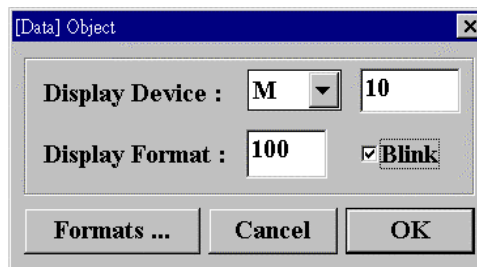 [Data] Object
Display Device : M 10
Display Format : 100 Blink
Formats ... Cancel OK